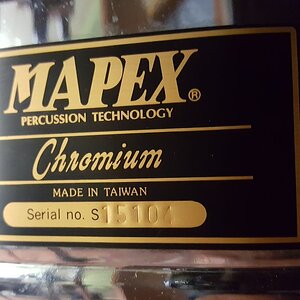 MAPEX®
PERCUSSION TECHNOLOGY
Chromium
MADE IN TAIWAN
Serial no. S15104